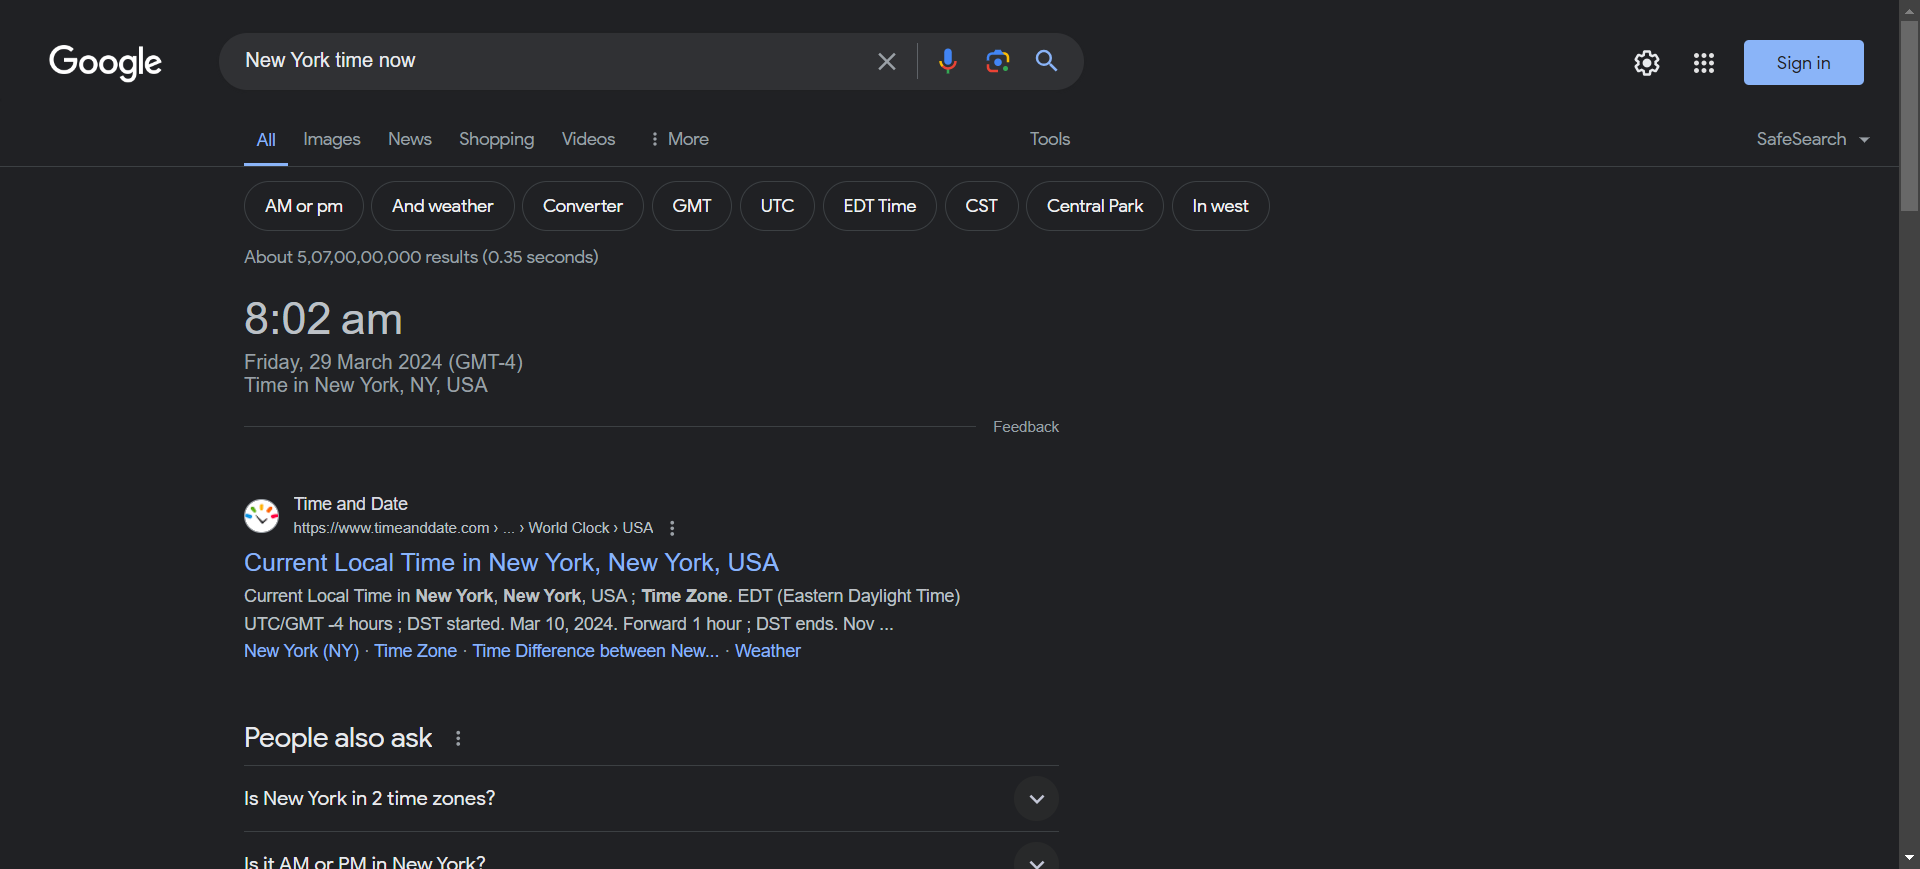 Google
New York time now
Sign in
All Images News Shopping Videos More Tools SafeSearch
AM or pm And weather Converter GMT UTC EDT Time CST Central Park In west
About 5,07,00,00,000 results (0.35 seconds)
8:02 am
Friday, 29 March 2024 (GMT-4)
Time in New York, NY, USA
Feedback
Time and Date
https://www.timeanddate.com › ... › World Clock › USA
Current Local Time in New York, New York, USA
Current Local Time in New York, New York, USA ; Time Zone. EDT (Eastern Daylight Time)
UTC/GMT -4 hours ; DST started. Mar 10, 2024. Forward 1 hour ; DST ends. Nov ...
New York (NY) · Time Zone · Time Difference between New... · Weather
People also ask
Is New York in 2 time zones?
Is it AM or PM in New York?